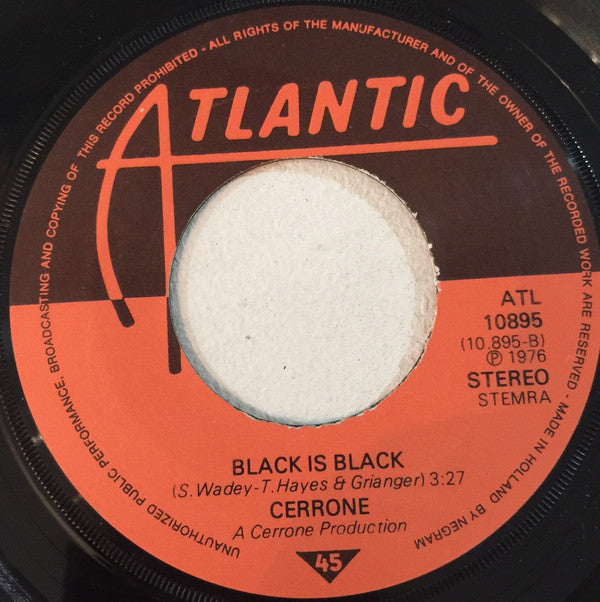 UNAUTHORIZED PUBLIC PERFORMANCE, BROADCASTING AND COPYING OF THIS RECORD PROHIBITED - ALL RIGHTS OF THE MANUFACTURER AND OF THE OWNER OF THE RECORDED WORK ARE RESERVED - MADE IN HOLLAND BY NEGRAM
ATLANTIC
ATL
10895
(10.895-B)
℗ 1976
STEREO
STEMRA
BLACK IS BLACK
(S. Wadey-T. Hayes & Grianger) 3:27
CERRONE
A Cerrone Production
45